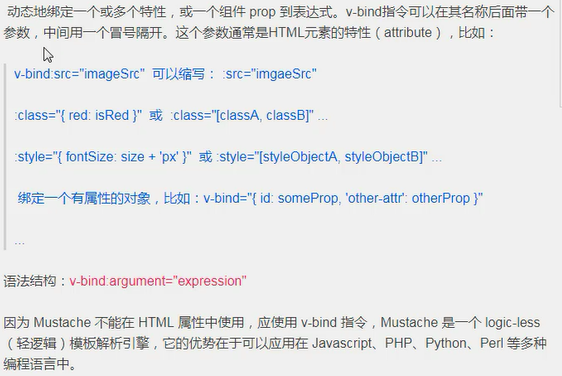 动态地绑定一个或多个特性，或一个组件 prop 到表达式。v-bind指令可以在其名称后面带一个
参数，中间用一个冒号隔开。这个参数通常是HTML元素的特性（attribute），比如：
v-bind:src="imageSrc" 可以缩写： :src="imgaeSrc"
:class="{ red: isRed }" 或 :class="[classA, classB]" ...
:style="{ fontSize: size + 'px' }" 或 :style="[styleObjectA, styleObjectB]" ...
绑定一个有属性的对象，比如：v-bind="{ id: someProp, 'other-attr': otherProp }"
...
语法结构：v-bind:argument="expression"
因为 Mustache 不能在 HTML 属性中使用，应使用 v-bind 指令，Mustache 是一个 logic-less
（轻逻辑）模板解析引擎，它的优势在于可以应用在 Javascript、PHP、Python、Perl 等多种
编程语言中。